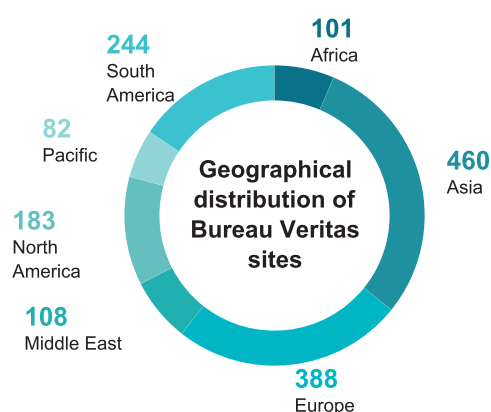 101
Africa
460
Asia
388
Europe
108
Middle East
183
North
America
82
Pacific
244
South
America
Geographical
distribution of
Bureau Veritas
sites